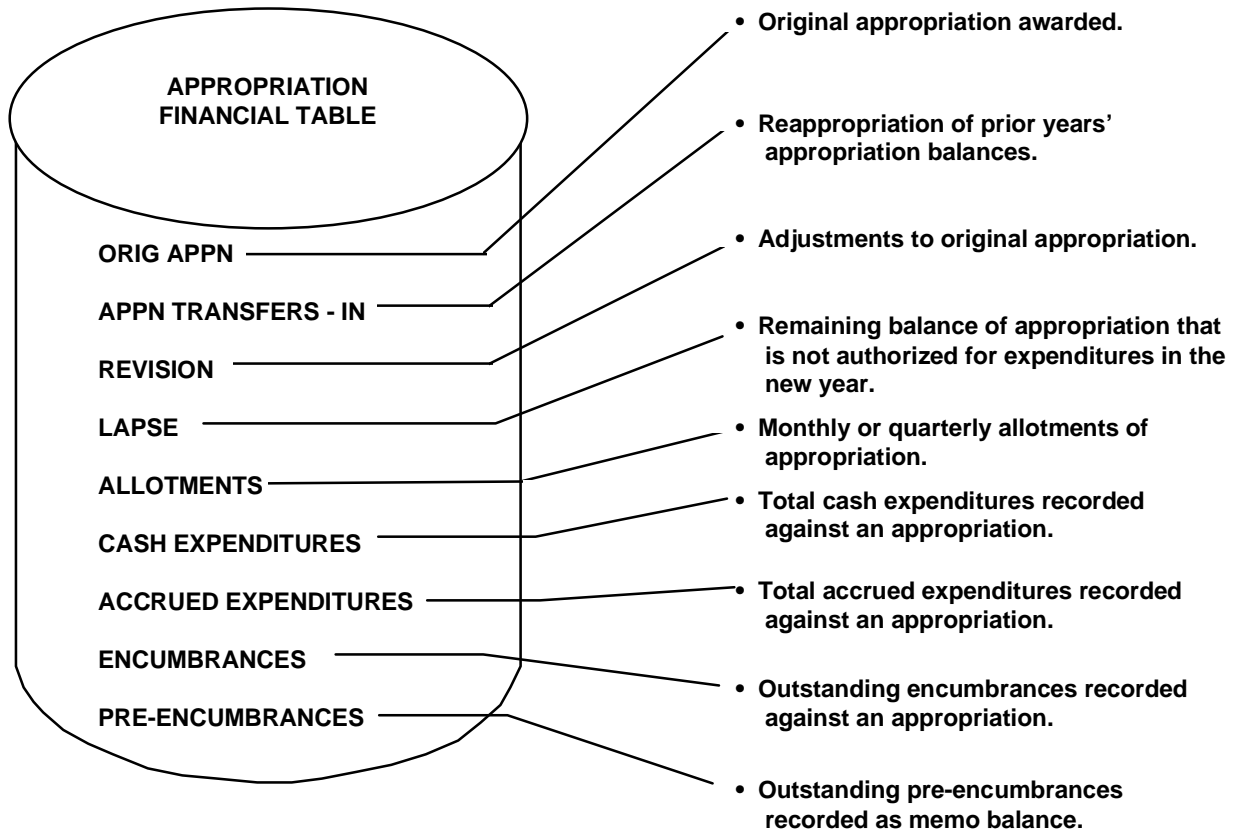 APPROPRIATION
FINANCIAL TABLE
ORIG APPN
APPN TRANSFERS - IN
REVISION
LAPSE
ALLOTMENTS
CASH EXPENDITURES
ACCRUED EXPENDITURES
ENCUMBRANCES
PRE-ENCUMBRANCES
• Original appropriation awarded.
• Reappropriation of prior years’
appropriation balances.
• Adjustments to original appropriation.
• Remaining balance of appropriation that
is not authorized for expenditures in the
new year.
• Monthly or quarterly allotments of
appropriation.
• Total cash expenditures recorded
against an appropriation.
• Total accrued expenditures recorded
against an appropriation.
• Outstanding encumbrances recorded
against an appropriation.
• Outstanding pre-encumbrances
recorded as memo balance.